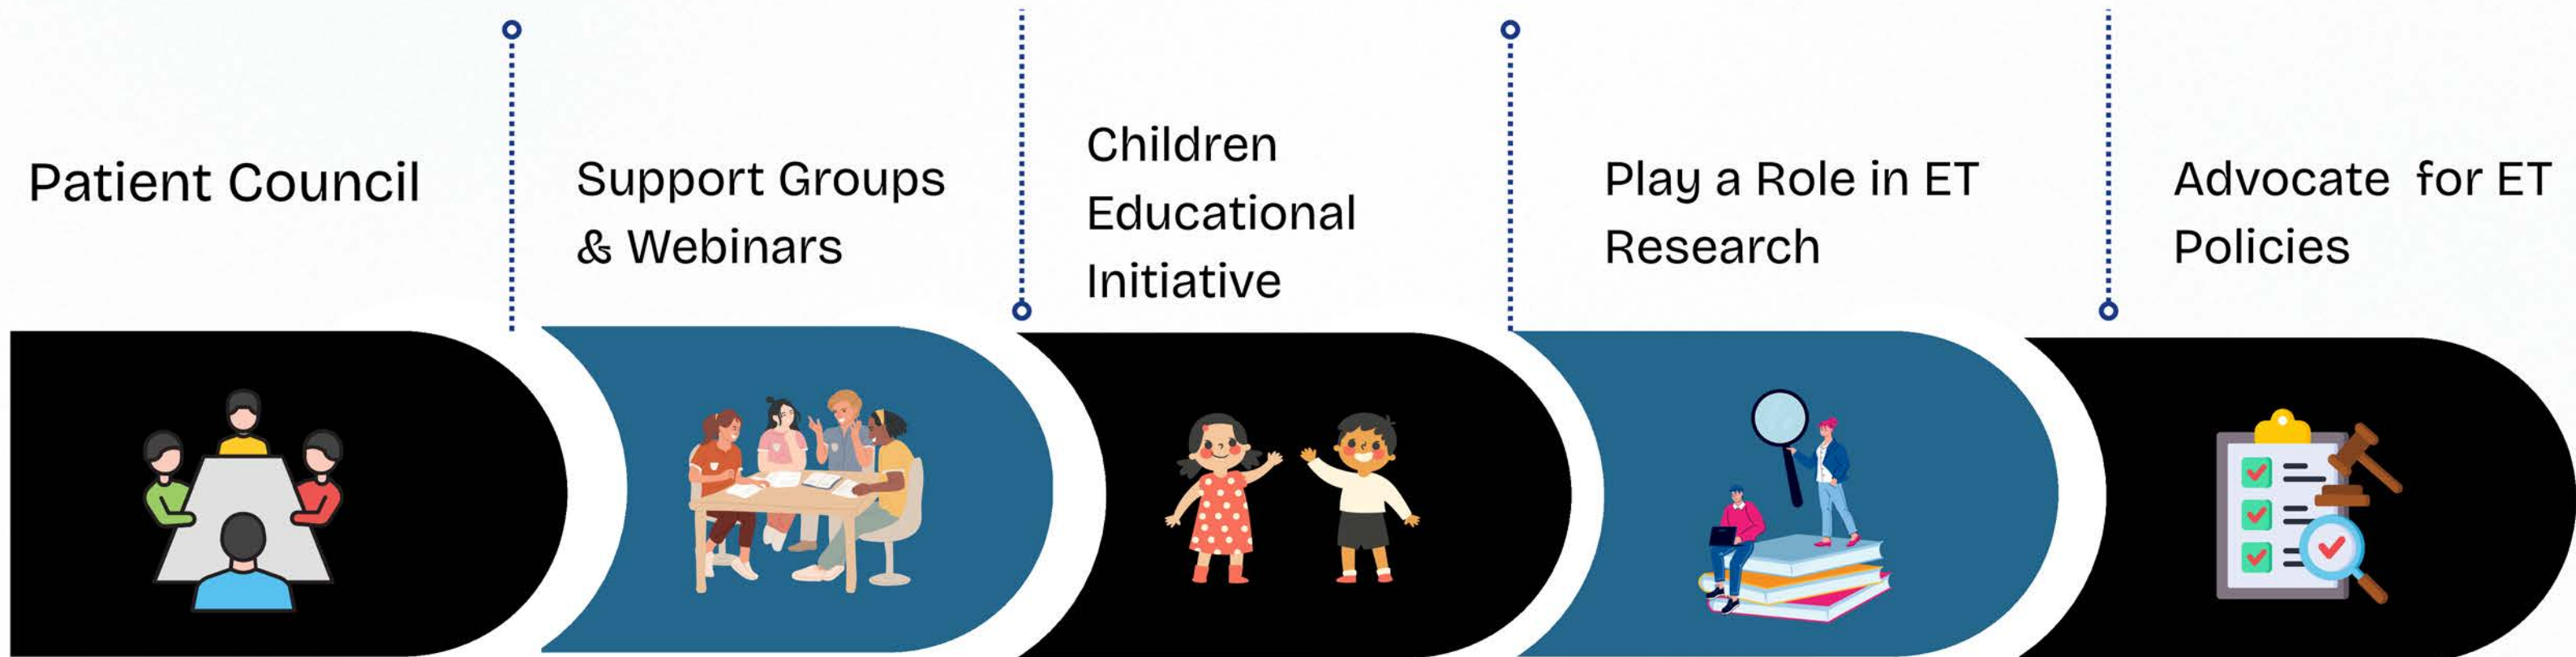 Patient Council
Support Groups
& Webinars
Children
Educational
Initiative
Play a Role in ET
Research
Advocate  for ET
Policies